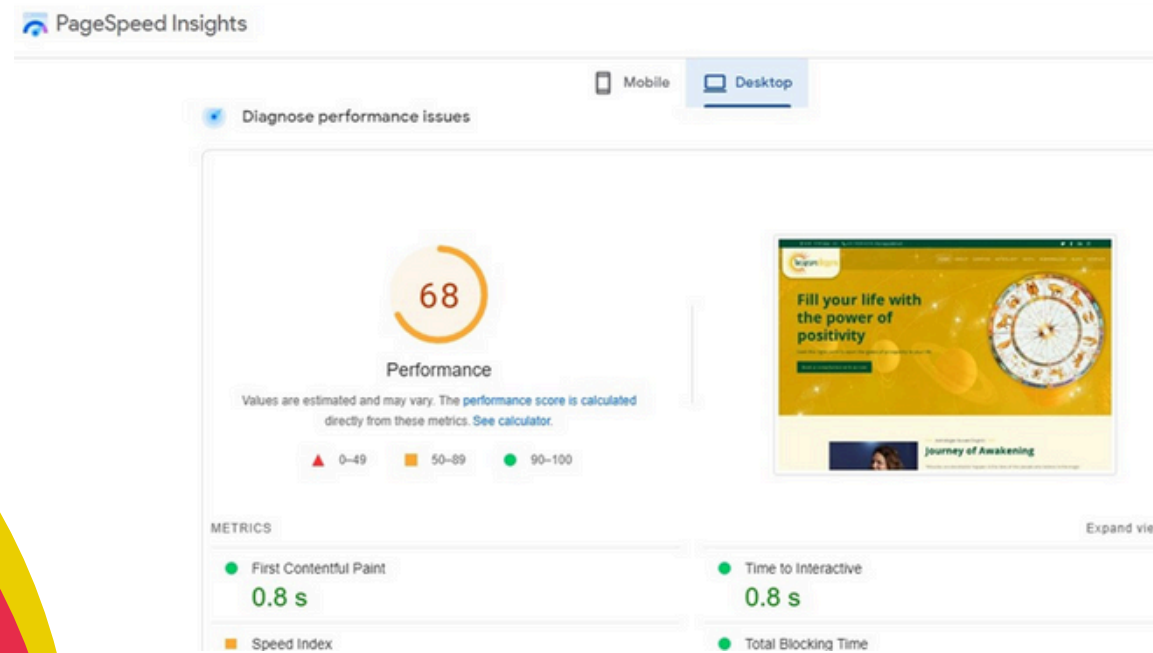 PageSpeed Insights
Mobile
Desktop
Diagnose performance issues
68
Performance
Values are estimated and may vary. The performance score is calculated
directly from these metrics. See calculator.
0–49
50–89
90–100
Fill your life with
the power of
positivity
Journey of Awakening
METRICS
Expand vie
First Contentful Paint
0.8 s
Time to Interactive
0.8 s
Speed Index
Total Blocking Time